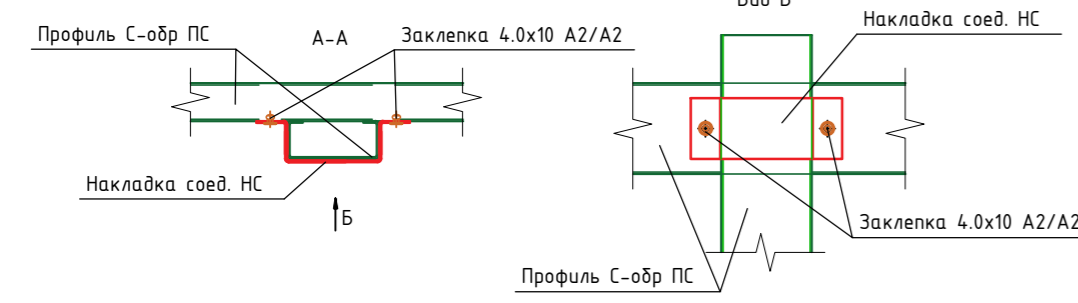 Вид Б
Профиль С-обр ПС
А-А
Заклепка 4.0х10 А2/А2
Накладка соед. НС
Накладка соед. НС
Б
Заклепка 4.0х10 А2/А2
Профиль С-обр ПС